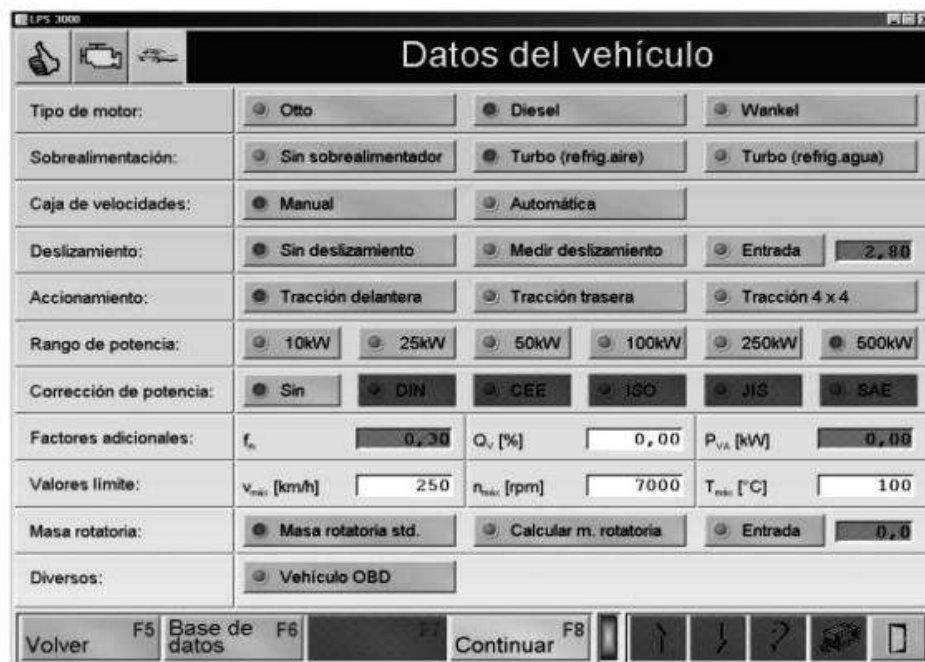 LPS 3000
Datos del vehículo
Tipo de motor: Otto Diesel Wankel
Sobrealimentación: Sin sobrealimentador Turbo (refrig.aire) Turbo (refrig.agua)
Caja de velocidades: Manual Automática
Deslizamiento: Sin deslizamiento Medir deslizamiento Entrada 2,80
Accionamiento: Tracción delantera Tracción trasera Tracción 4 x 4
Rango de potencia: 10kW 25kW 50kW 100kW 250kW 500kW
Corrección de potencia: Sin DIN CEE ISO JIS SAE
Factores adicionales: fₙ 0,30 Qᵥ [%] 0,00 P_VA [kW] 0,00
Valores límite: v_máx [km/h] 250 n_máx [rpm] 7000 T_máx [°C] 100
Masa rotatoria: Masa rotatoria std. Calcular m. rotatoria Entrada 0,0
Diversos: Vehículo OBD
Volver F5 Base de datos F6 F7 Continuar F8